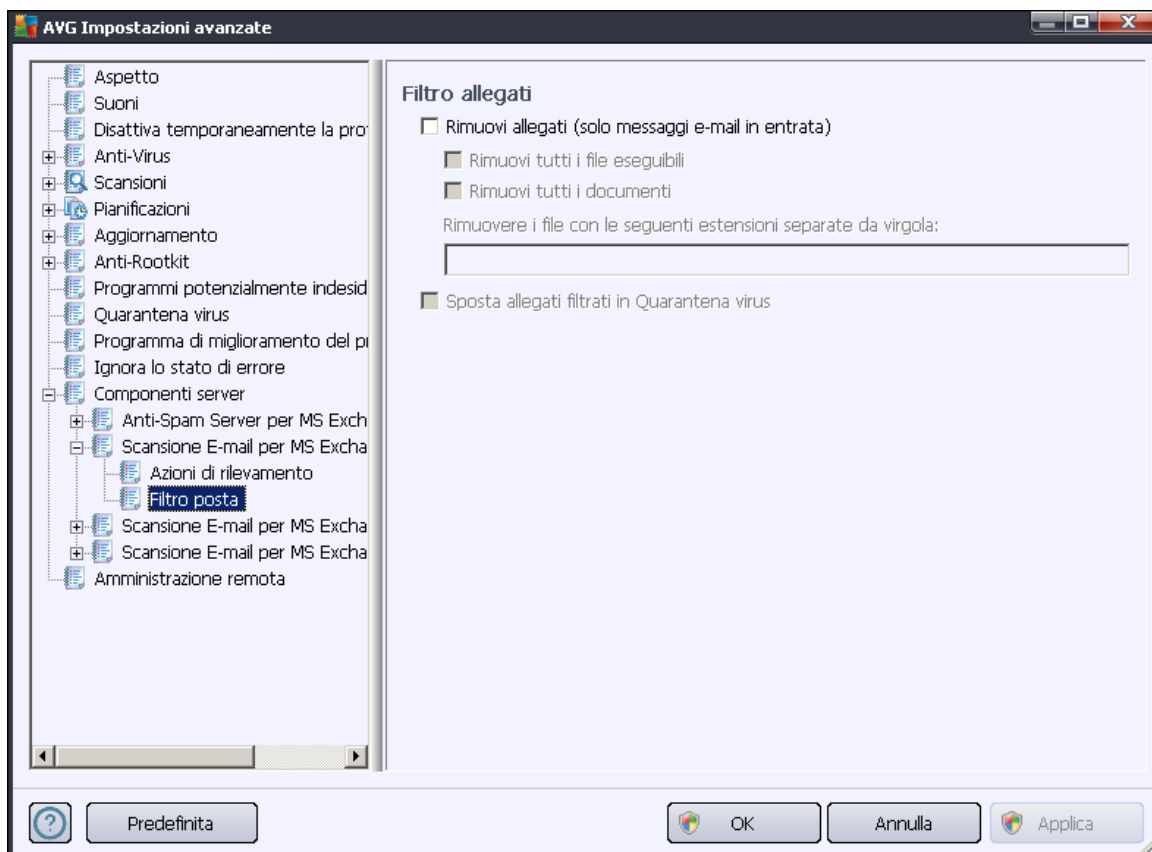 AVG Impostazioni avanzate
Aspetto
Suoni
Disattiva temporaneamente la pro
Anti-Virus
Scansioni
Pianificazioni
Aggiornamento
Anti-Rootkit
Programmi potenzialmente indesid
Quarantena virus
Programma di miglioramento del p
Ignora lo stato di errore
Componenti server
Anti-Spam Server per MS Exch
Scansione E-mail per MS Excha
Azioni di rilevamento
Filtro posta
Scansione E-mail per MS Excha
Scansione E-mail per MS Excha
Amministrazione remota
Filtro allegati
Rimuovi allegati (solo messaggi e-mail in entrata)
Rimuovi tutti i file eseguibili
Rimuovi tutti i documenti
Rimuovere i file con le seguenti estensioni separate da virgola:
Sposta allegati filtrati in Quarantena virus
Predefinita
OK
Annulla
Applica